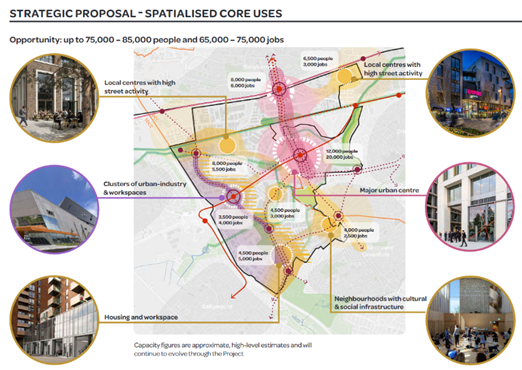 STRATEGIC PROPOSAL - SPATIALISED CORE USES
Opportunity: up to 75,000 – 85,000 people and 65,000 – 75,000 jobs
6,500 people
3,000 jobs
8,000 people
6,000 jobs
Local centres with high
street activity
Local centres with
high street activity
12,000 people
20,000 jobs
8,000 people
5,500 jobs
Clusters of urban-industry
& workspaces
Major urban centre
4,500 people
3,000 jobs
3,500 people
4,000 jobs
4,000 people
2,500 jobs
4,500 people
5,000 jobs
Neighbourhoods with cultural
& social infrastructure
Housing and workspace
Capacity figures are approximate, high-level estimates and will
continue to evolve through the Project